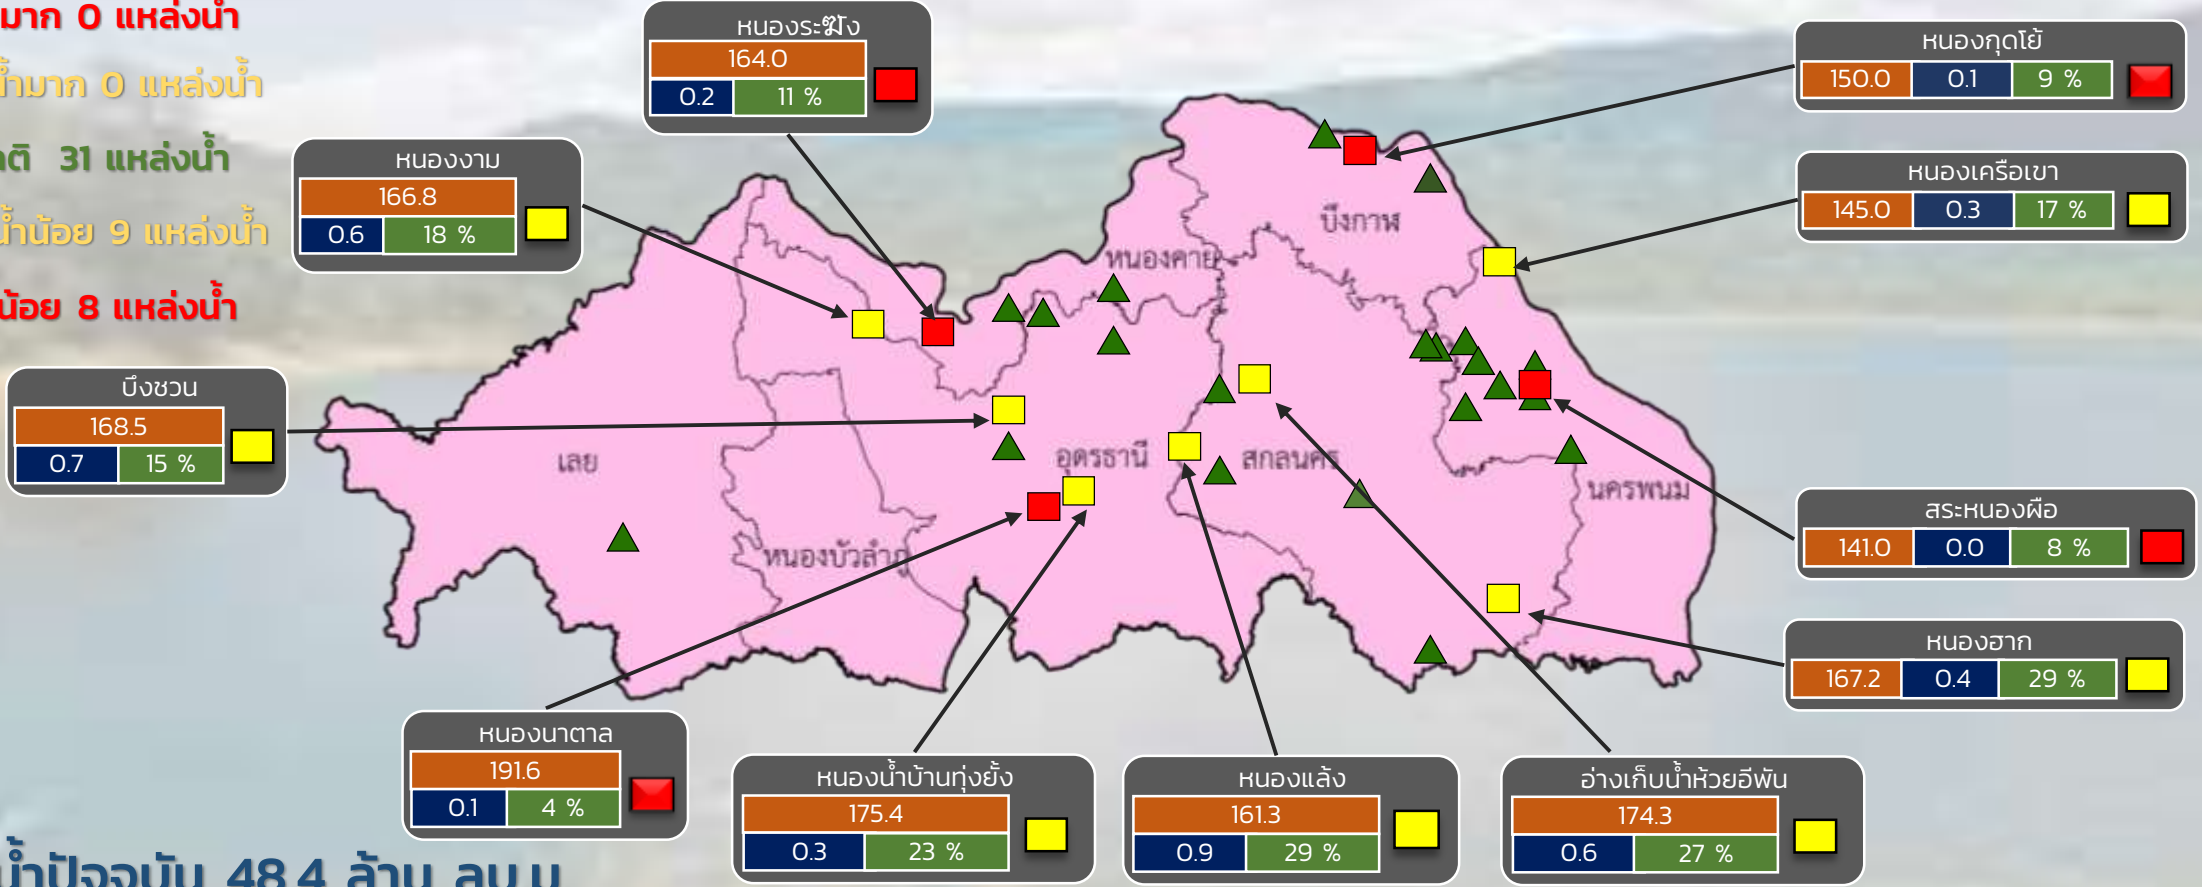 มาก 0 แหล่งน้ำ
น้ำมาก 0 แหล่งน้ำ
31 แหล่งน้ำ
น้ำน้อย 9 แหล่งน้ำ
น้อย 8 แหล่งน้ำ
หนองระฆัง
164.0
0.2 11 %
หนองงาม
166.8
0.6 18 %
บึงชวน
168.5
0.7 15 %
หนองกุดโย้
150.0 0.1 9 %
หนองเครือเขา
145.0 0.3 17 %
สระหนองผือ
141.0 0.0 8 %
หนองฮาก
167.2 0.4 29 %
บึงกาฬ
หนองคาย
เลย
อุดรธานี
สกลนคร
นครพนม
หนองบัวลำภู
หนองนาตาล
191.6
0.1 4 %
หนองน้ำบ้านทุ่งยั้ง
175.4
0.3 23 %
หนองแล้ง
161.3
0.9 29 %
อ่างเก็บน้ำห้วยอีพัน
174.3
0.6 27 %
น้ำปัจจุบัน 48.4 ล้าน ลบ.ม